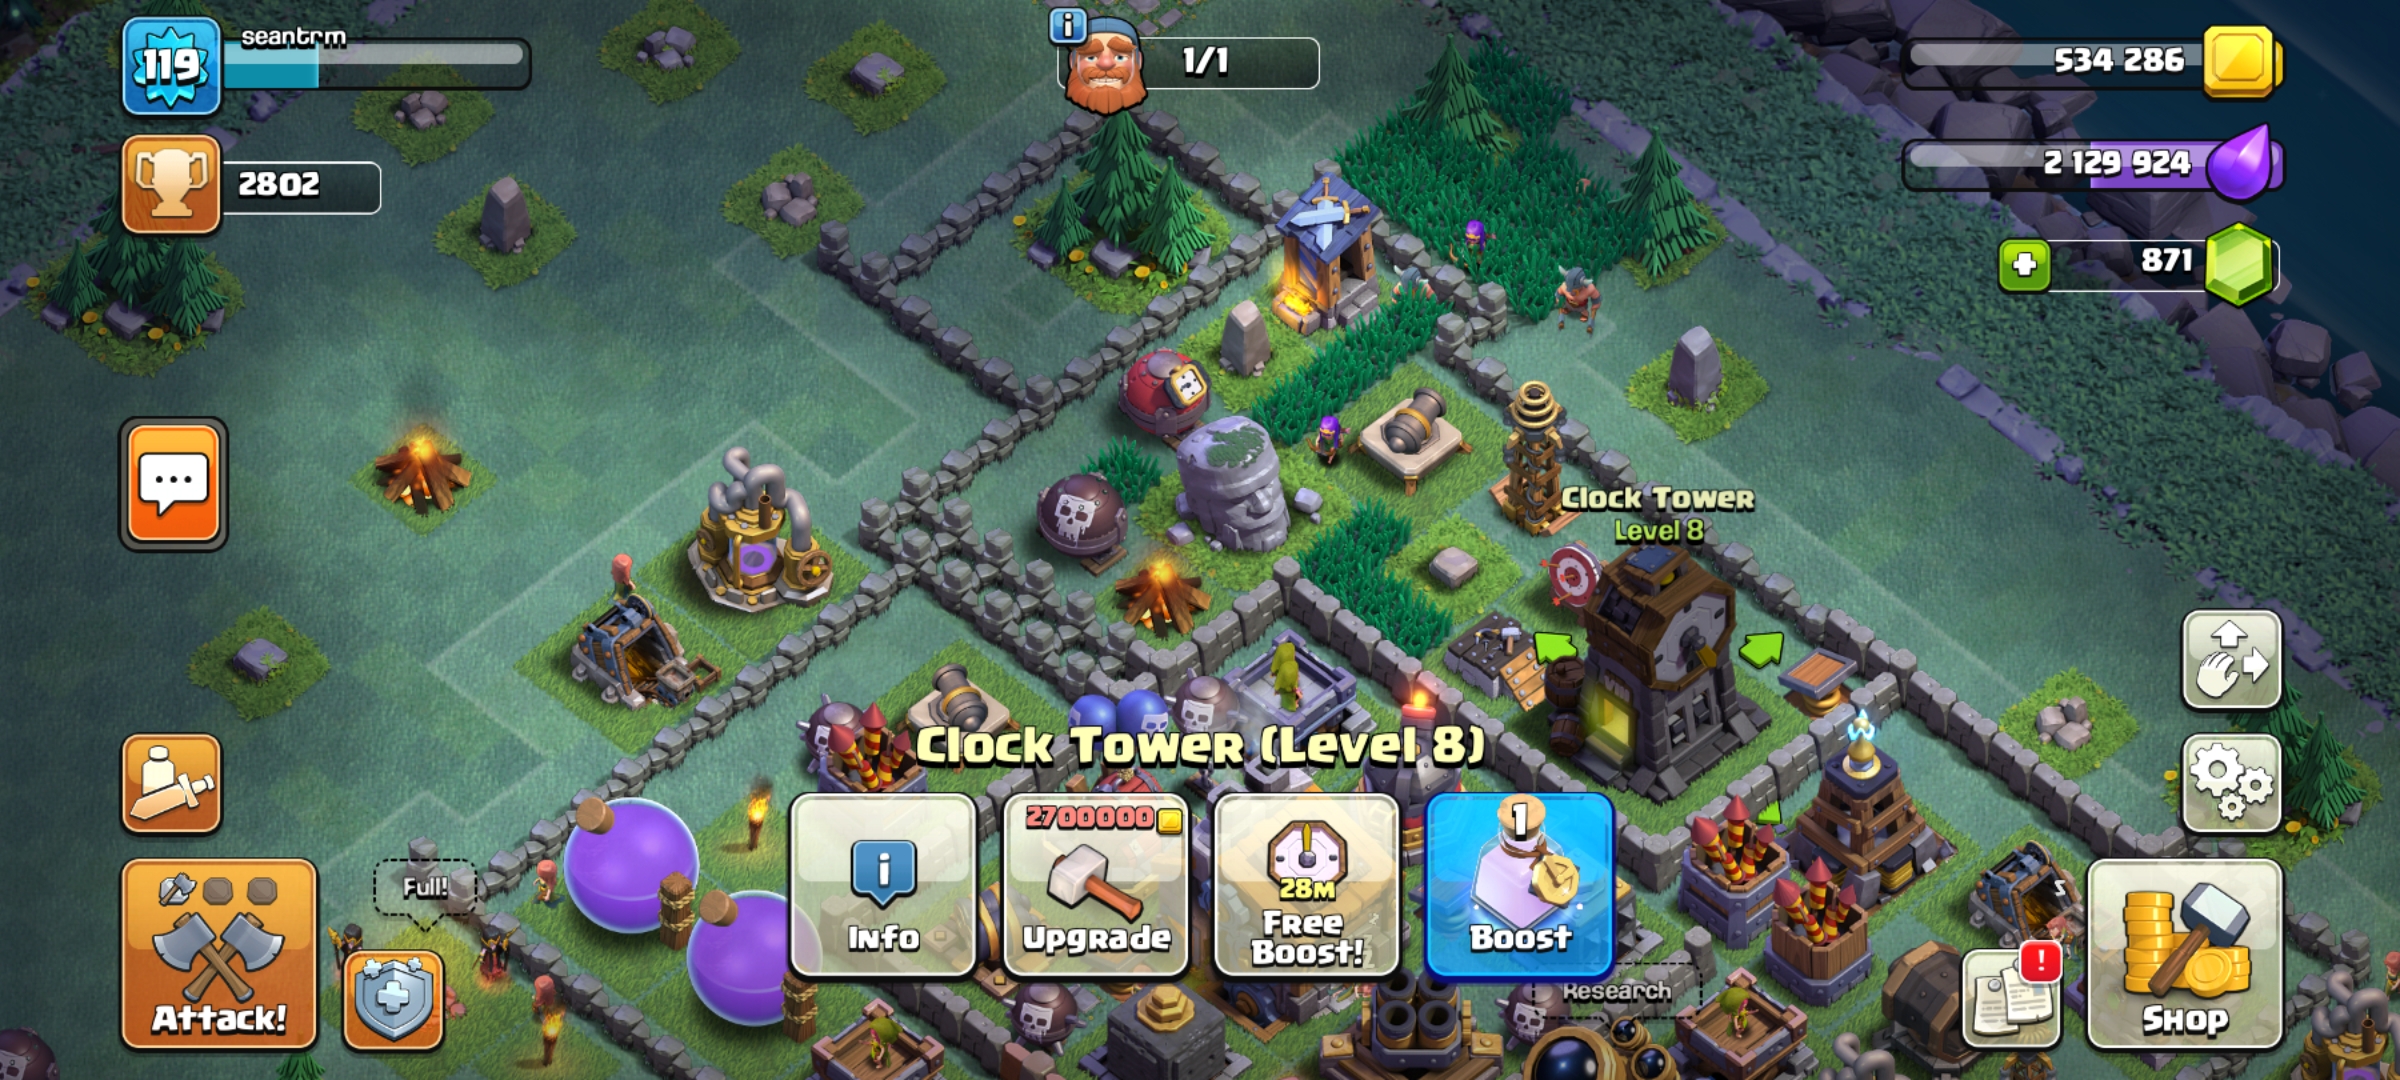 119
seantrm
i
1/1
534 286
2802
2 129 924
871
Clock Tower
Level 8
Clock Tower (Level 8)
2700000
1
28M
Full!
i
Info
Upgrade
Free
Boost!
Boost
!
Research
Attack!
Shop